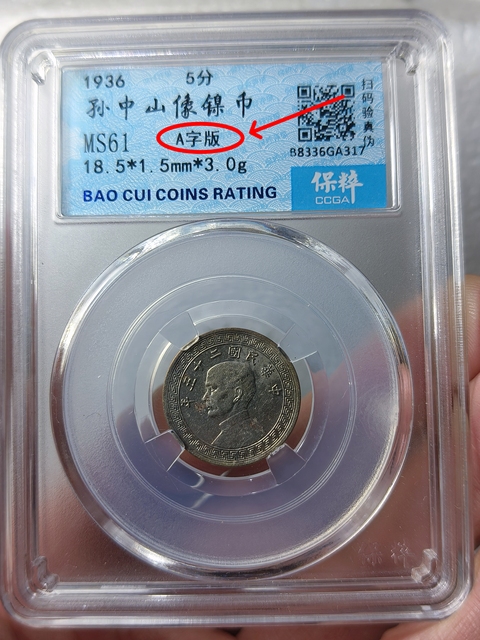 1936 5分
孙中山像镍币
MS61 A字版
18.5*1.5mm*3.0g
BAO CUI COINS RATING
扫码验真伪
B8336GA317
保粹
CCGA
年五十二國民華中